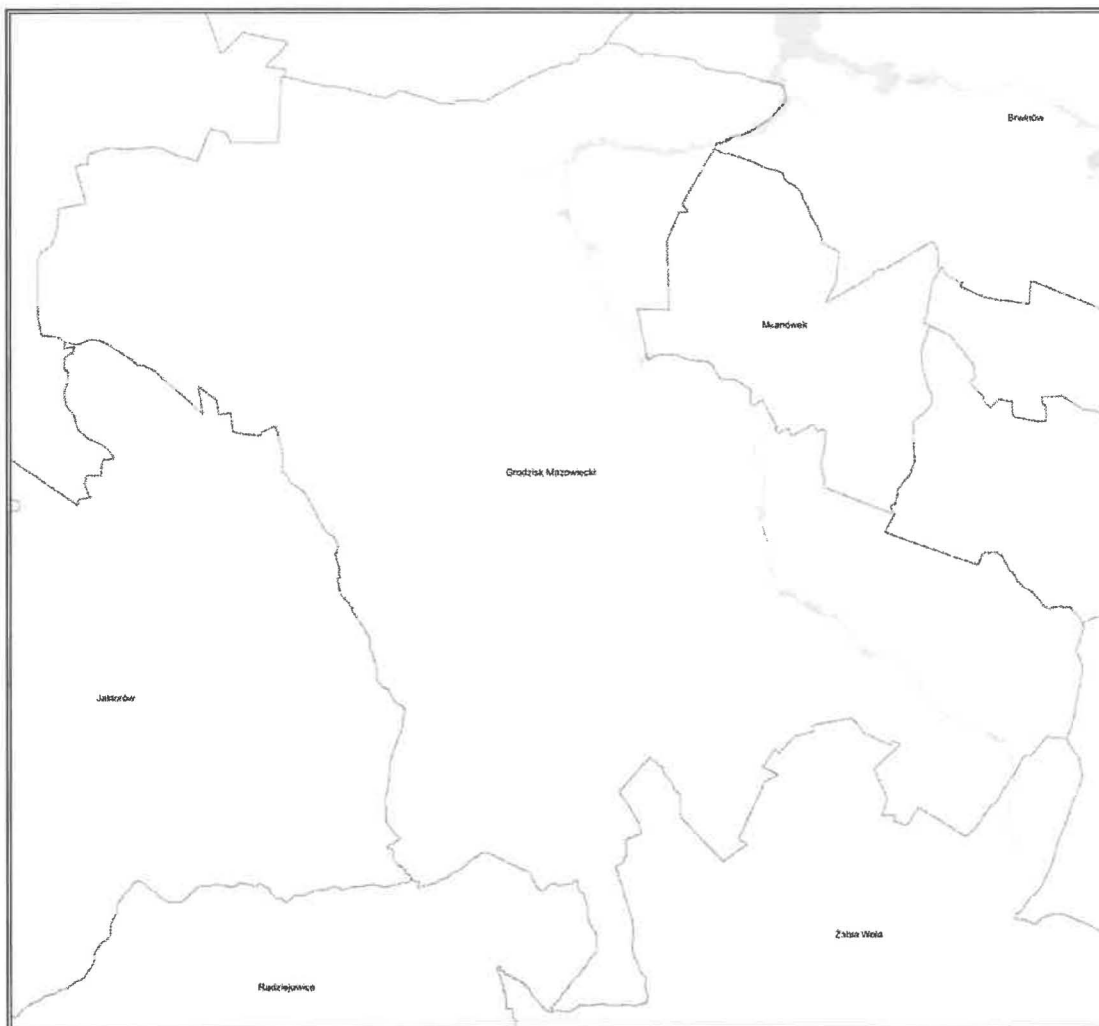 Brwinów
Milanówek
Grodzisk Mazowiecki
Jaktorów
Żabia Wola
Radziejowice